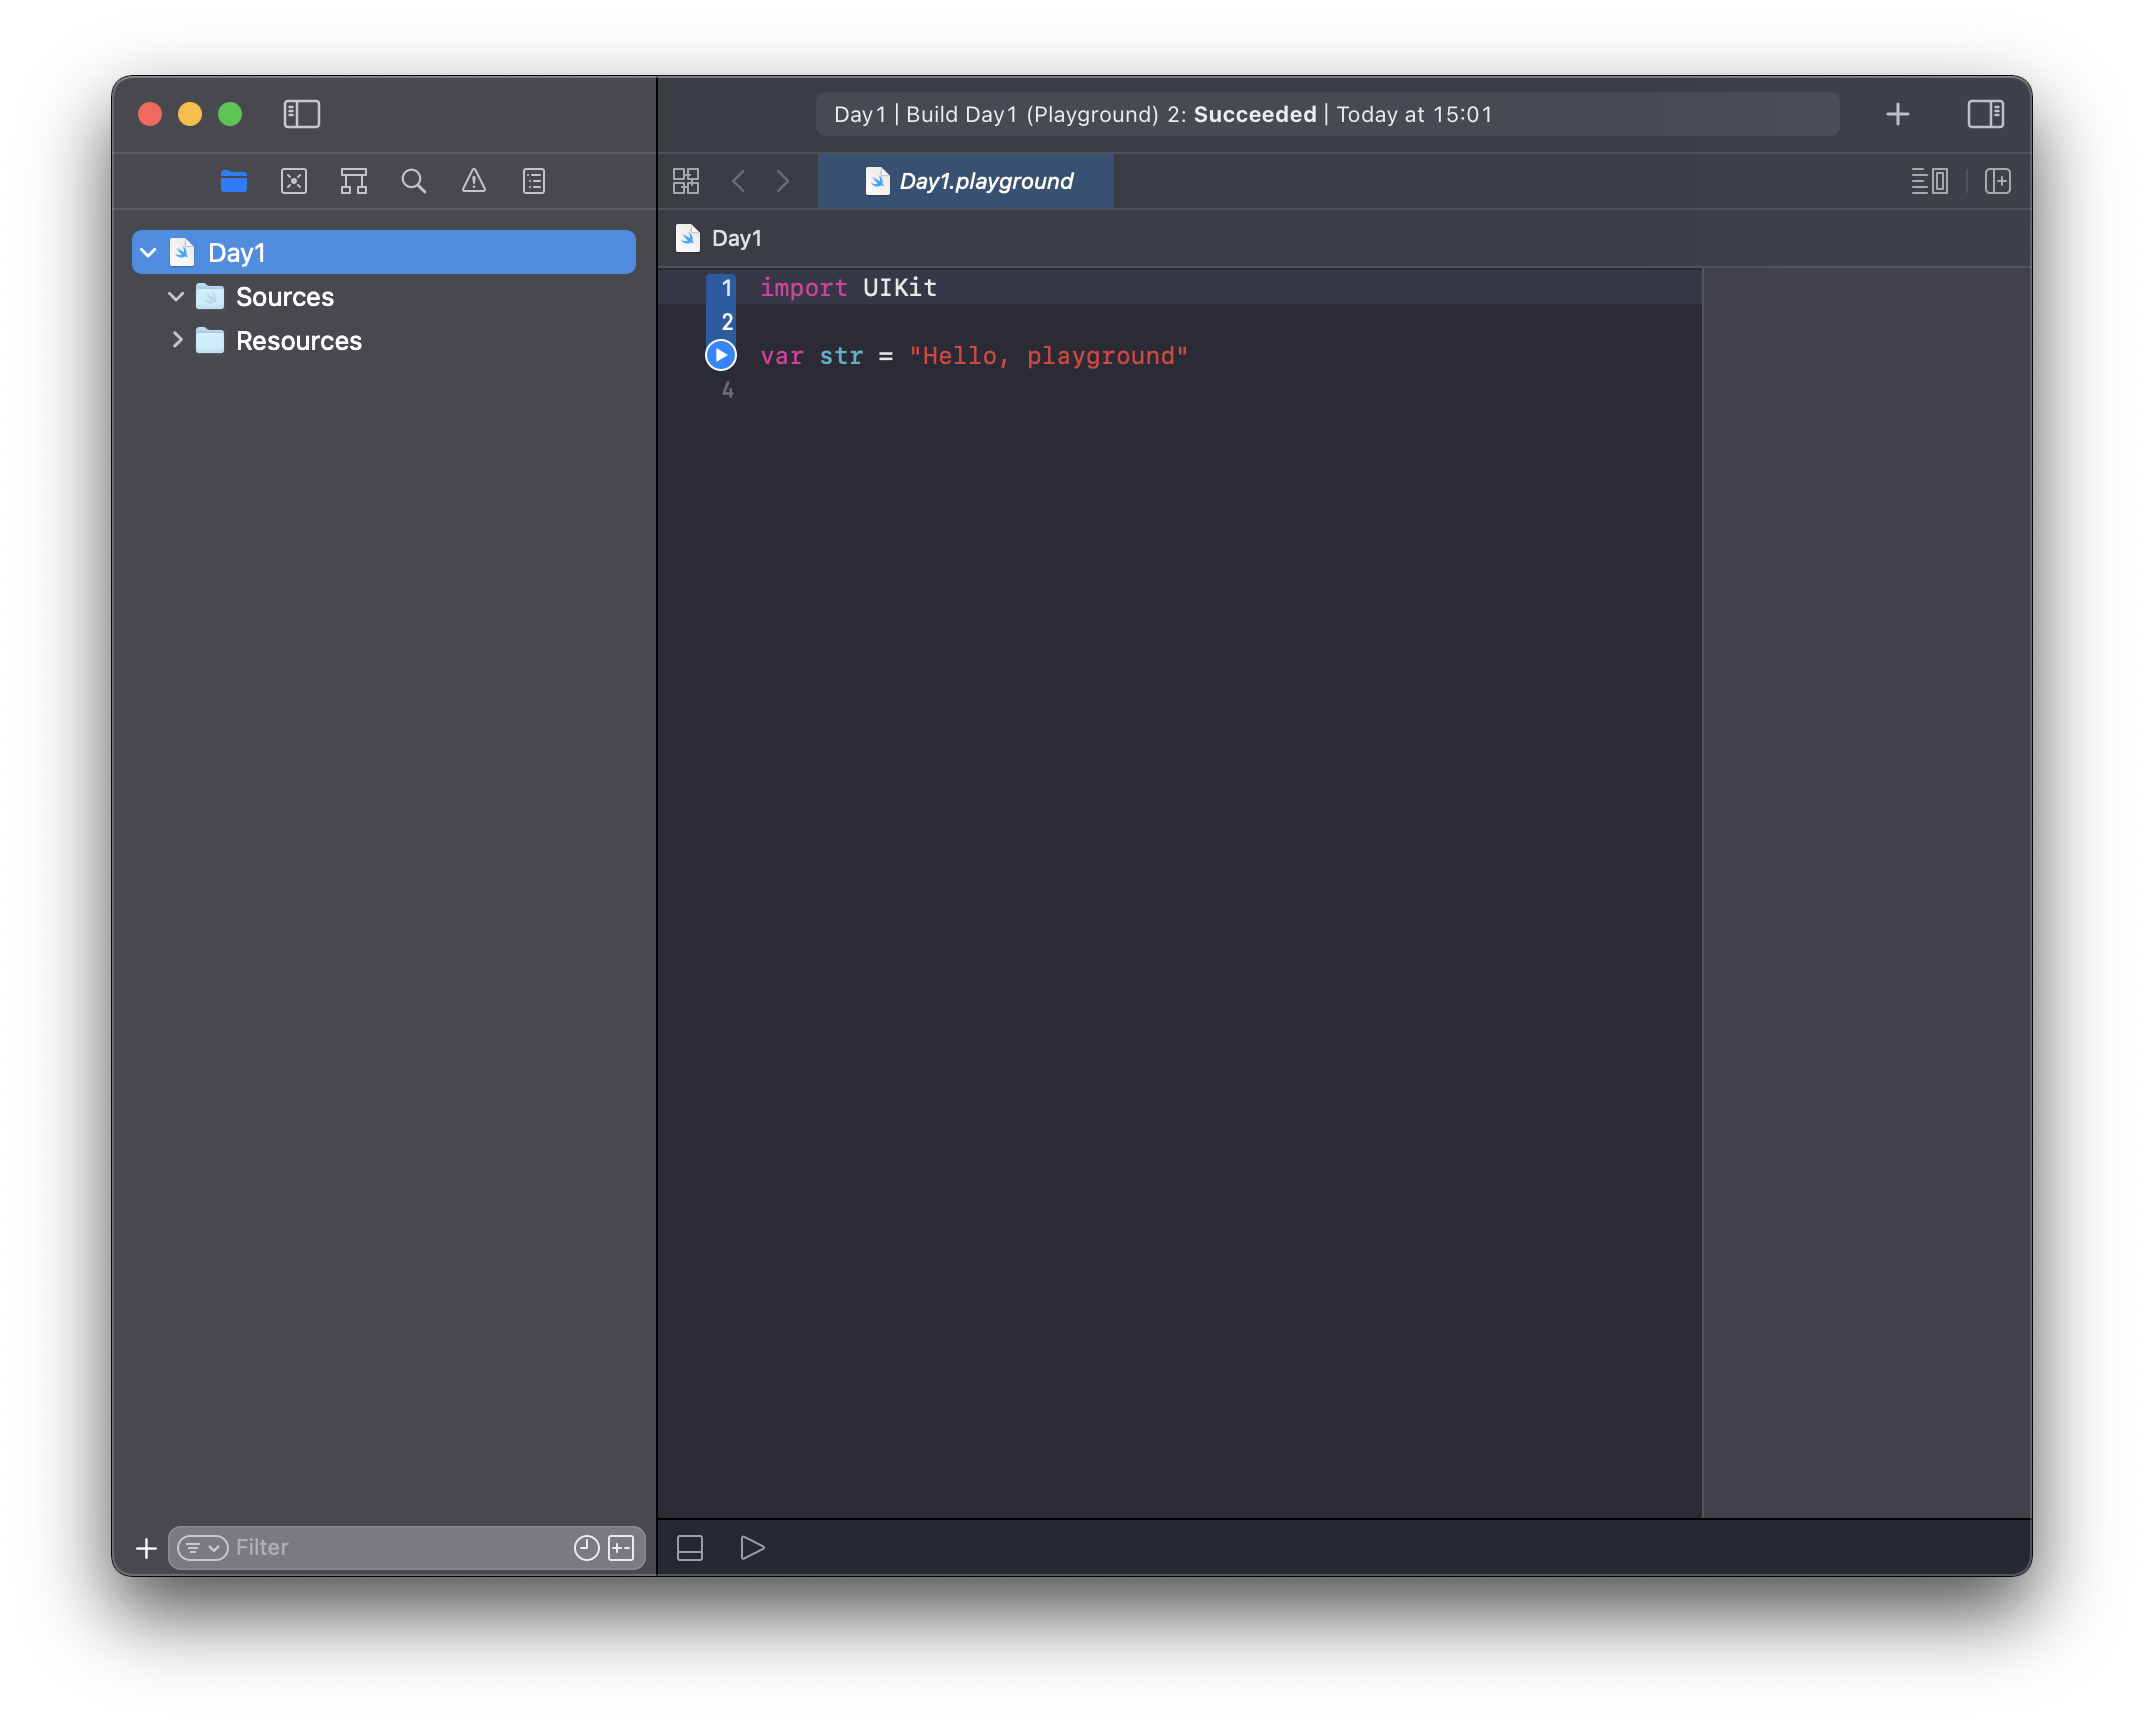 Day1 | Build Day1 (Playground) 2: Succeeded | Today at 15:01
Day1.playground
Day1
Sources
Resources
Day1
1 import UIKit
2
var str = "Hello, playground"
4
Filter